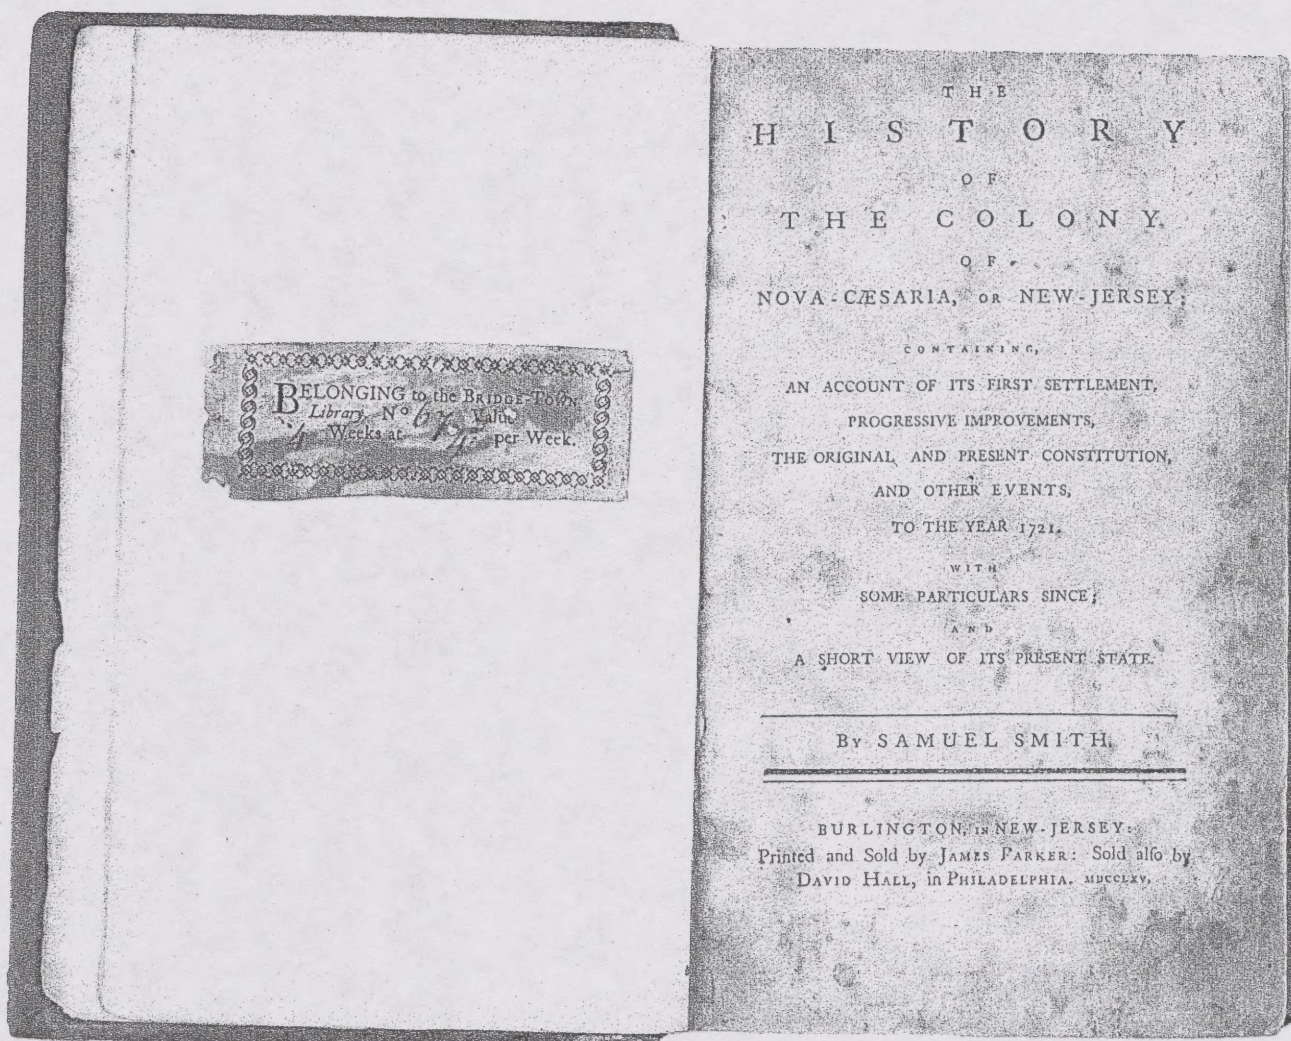 BELONGING to the BRIDGE-TOWN
Library, Nº 6 Value
4 Weeks at per Week.
THE
HISTORY
OF
THE COLONY
OF
NOVA-CÆSARIA, OR NEW-JERSEY:
CONTAINING,
AN ACCOUNT OF ITS FIRST SETTLEMENT,
PROGRESSIVE IMPROVEMENTS,
THE ORIGINAL AND PRESENT CONSTITUTION,
AND OTHER EVENTS,
TO THE YEAR 1721.
WITH
SOME PARTICULARS SINCE;
AND
A SHORT VIEW OF ITS PRESENT STATE.
By SAMUEL SMITH.
BURLINGTON, IN NEW-JERSEY:
Printed and Sold by JAMES PARKER: Sold alſo by
DAVID HALL, in PHILADELPHIA. MDCCLXV.